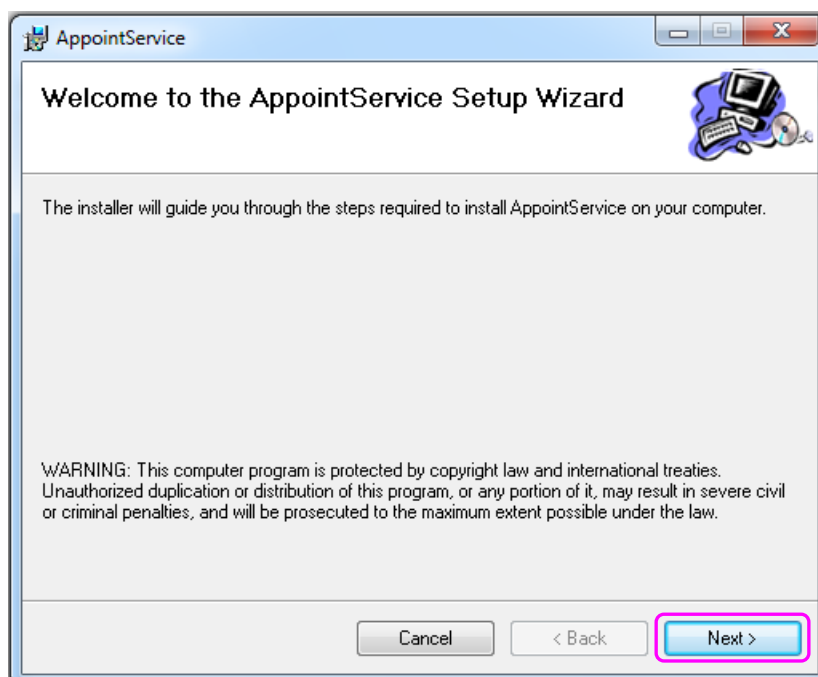 AppointService
Welcome to the AppointService Setup Wizard
The installer will guide you through the steps required to install AppointService on your computer.
WARNING: This computer program is protected by copyright law and international treaties.
Unauthorized duplication or distribution of this program, or any portion of it, may result in severe civil
or criminal penalties, and will be prosecuted to the maximum extent possible under the law.
Cancel < Back Next >